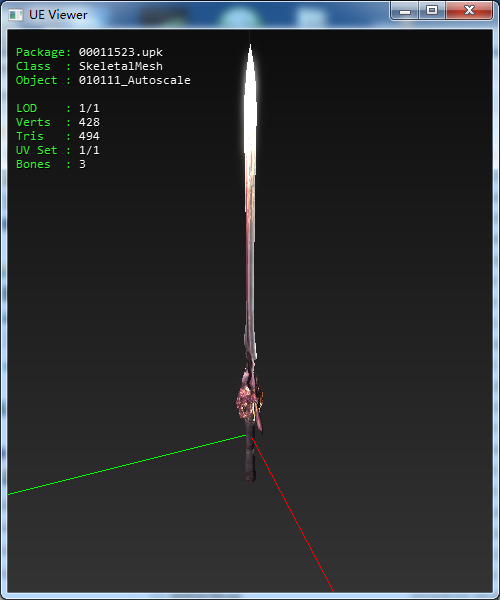 UE Viewer
Package: 00011523.upk
Class  : SkeletalMesh
Object : 010111_Autoscale
LOD    : 1/1
Verts  : 428
Tris   : 494
UV Set : 1/1
Bones  : 3